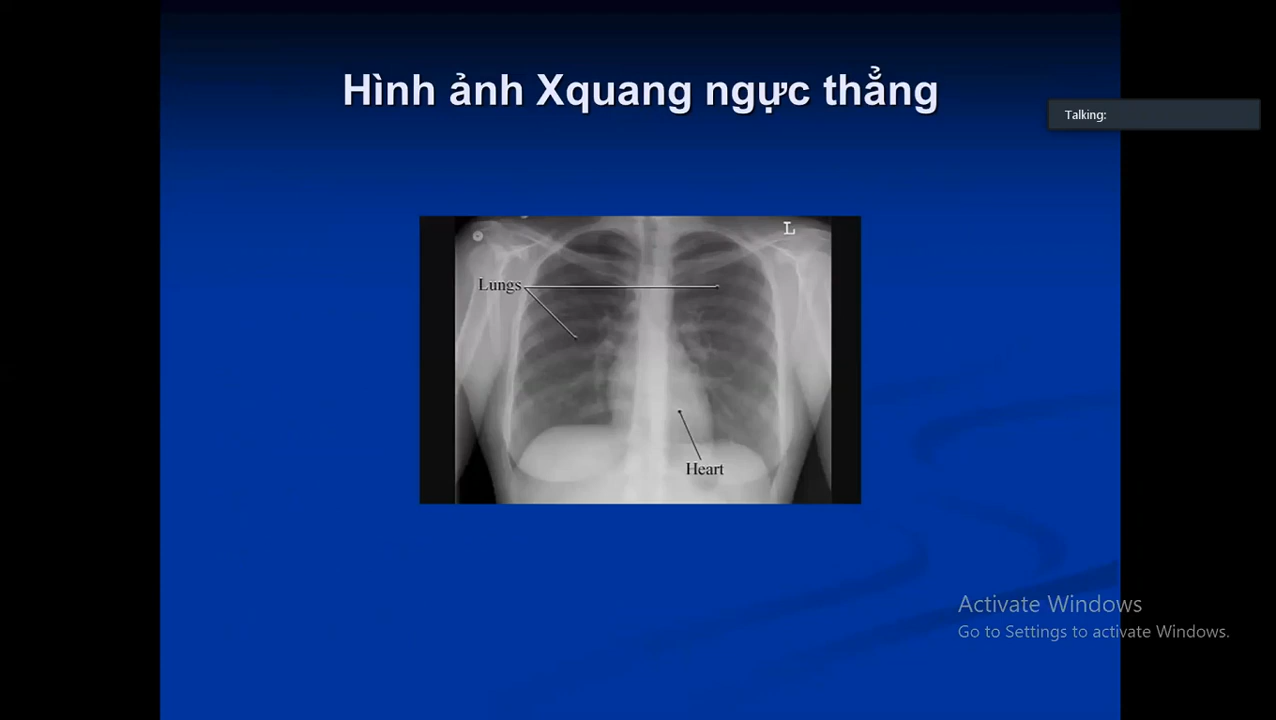 Hình ảnh Xquang ngực thẳng
Talking:
L
Lungs
Heart
Activate Windows
Go to Settings to activate Windows.